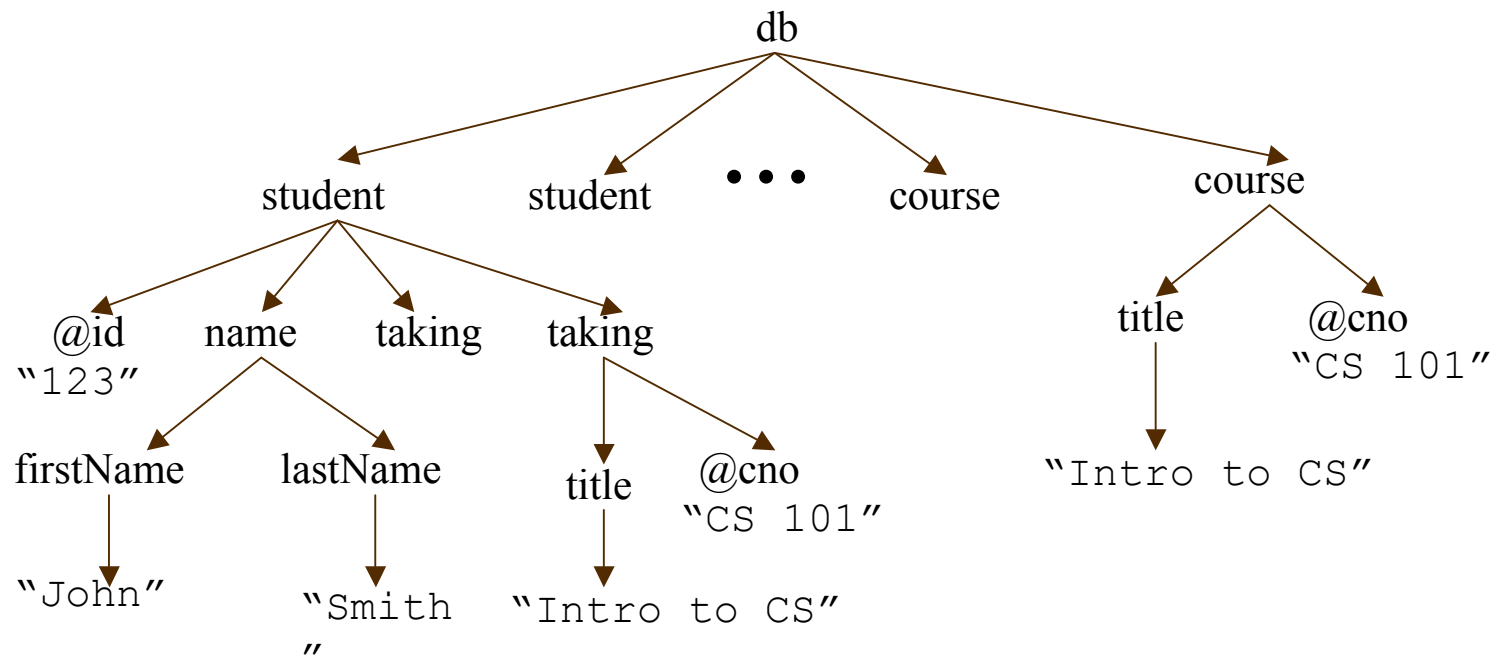 db
student student • • • course course
@id name taking taking title @cno
“123” “CS 101”
firstName lastName title @cno “Intro to CS”
“CS 101”
“John” “Smith “Intro to CS”
”